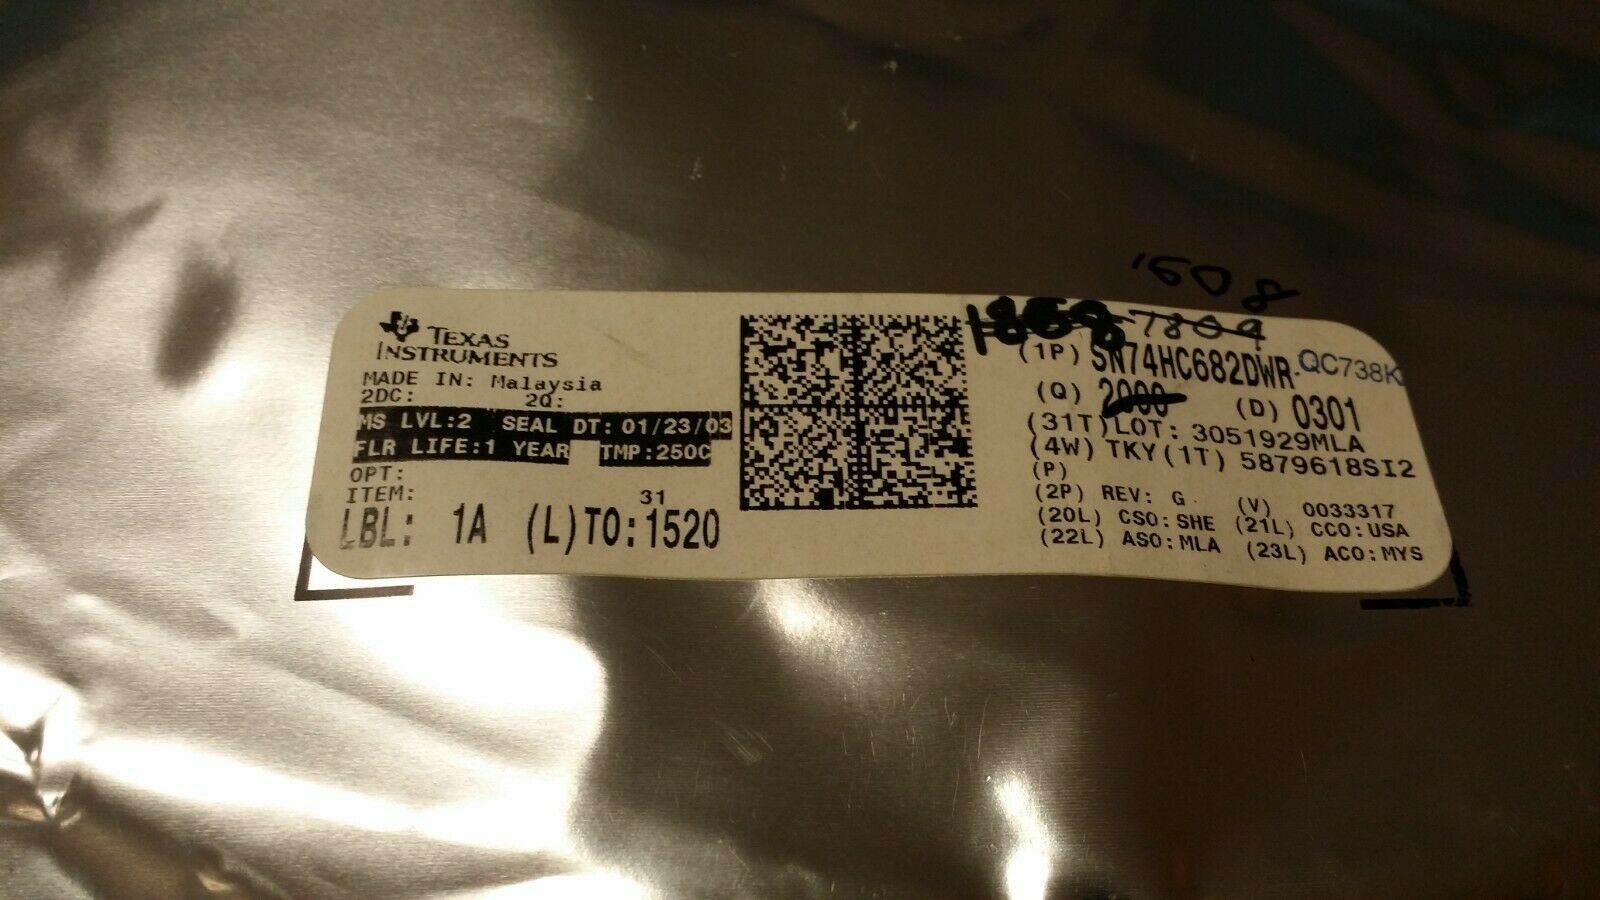 TEXAS
INSTRUMENTS
MADE IN: Malaysia
2DC: 2Q:
MS LVL:2 SEAL DT: 01/23/03
FLR LIFE:1 YEAR TMP:250C
OPT:
ITEM: 31
LBL: 1A (L)TO:1520
1608
1868 7809
(1P) SN74HC682DWR QC738K
(Q) 2000 (D) 0301
(31T)LOT: 3051929MLA
(4W) TKY(1T) 5879618SI2
(P)
(2P) REV: G (V) 0033317
(20L) CSO:SHE (21L) CCO:USA
(22L) ASO:MLA (23L) ACO:MYS